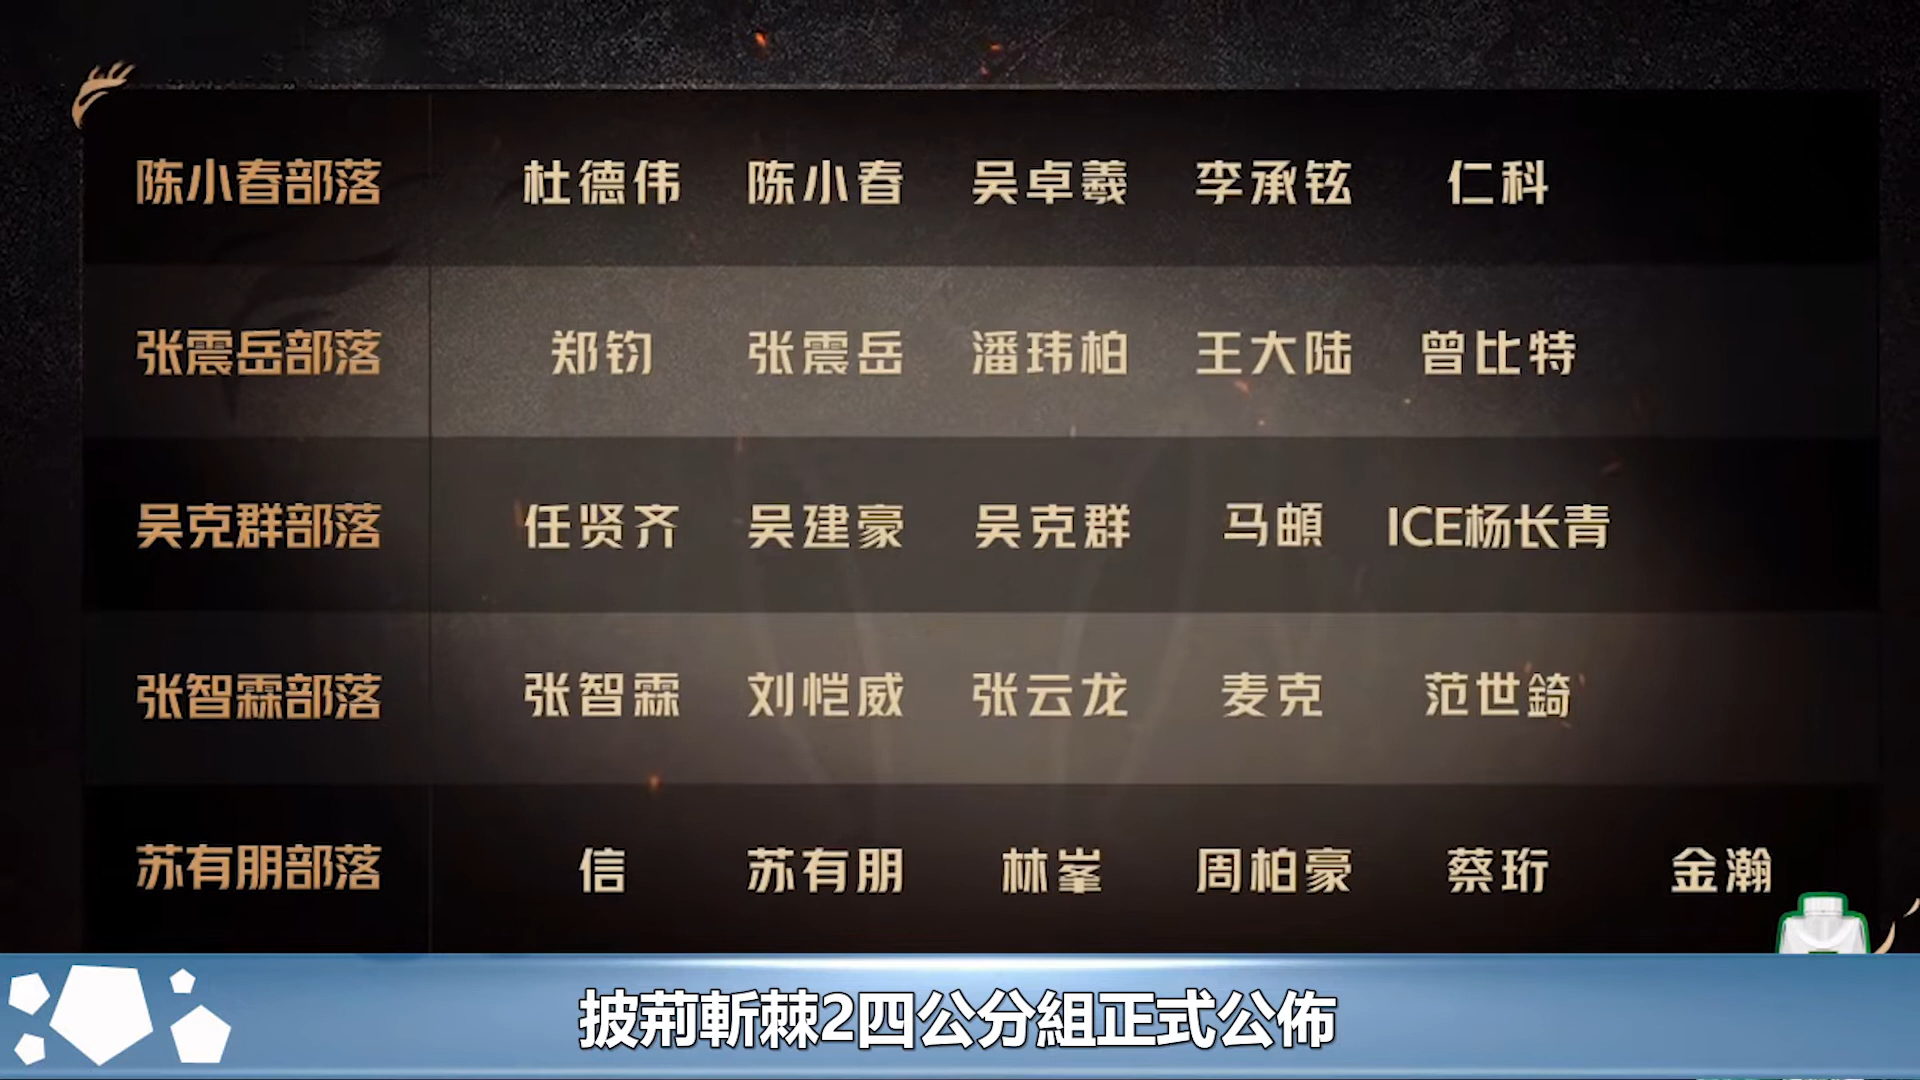 陈小春部落 杜德伟 陈小春 吴卓羲 李承铉 仁科
张震岳部落 郑钧 张震岳 潘玮柏 王大陆 曾比特
吴克群部落 任贤齐 吴建豪 吴克群 马頔 ICE杨长青
张智霖部落 张智霖 刘恺威 张云龙 麦克 范世錡
苏有朋部落 信 苏有朋 林峯 周柏豪 蔡珩 金瀚
披荊斬棘2四公分組正式公佈